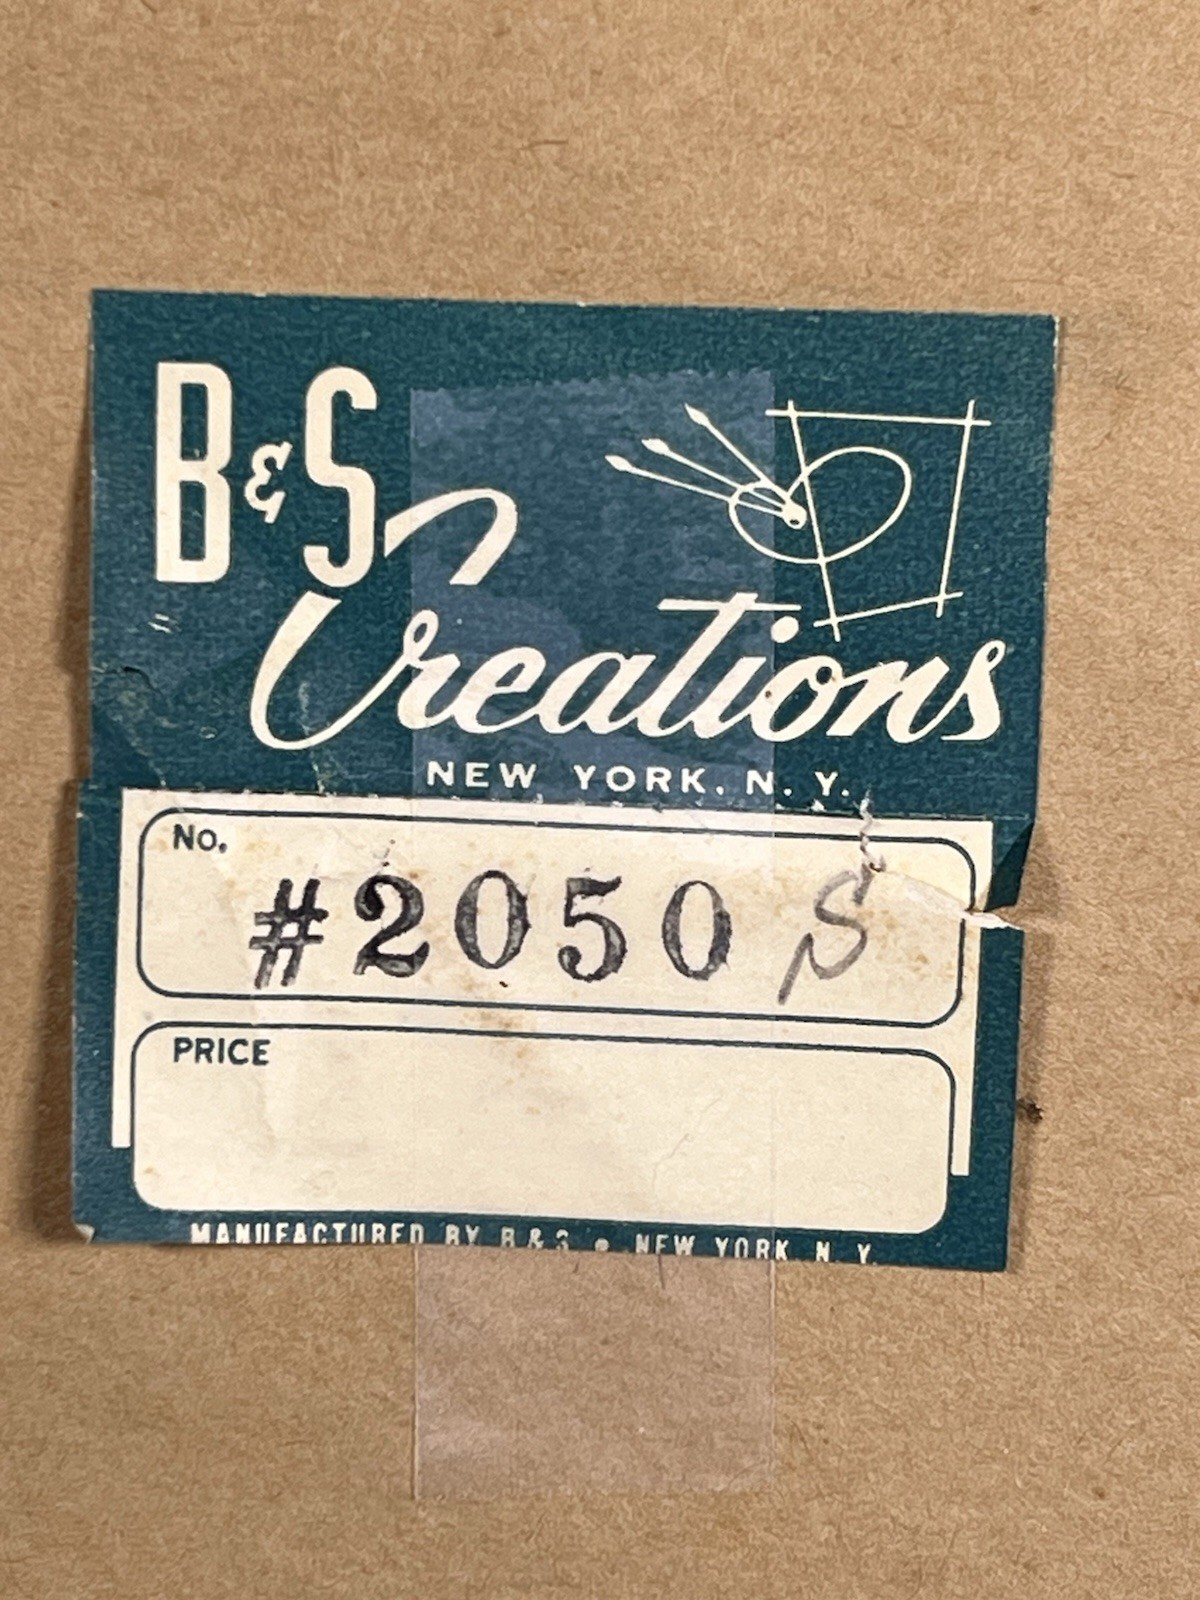 B&S
Creations
NEW YORK, N. Y.
No.
#2050 S
PRICE
MANUFACTURED BY B & S • NEW YORK N. Y.